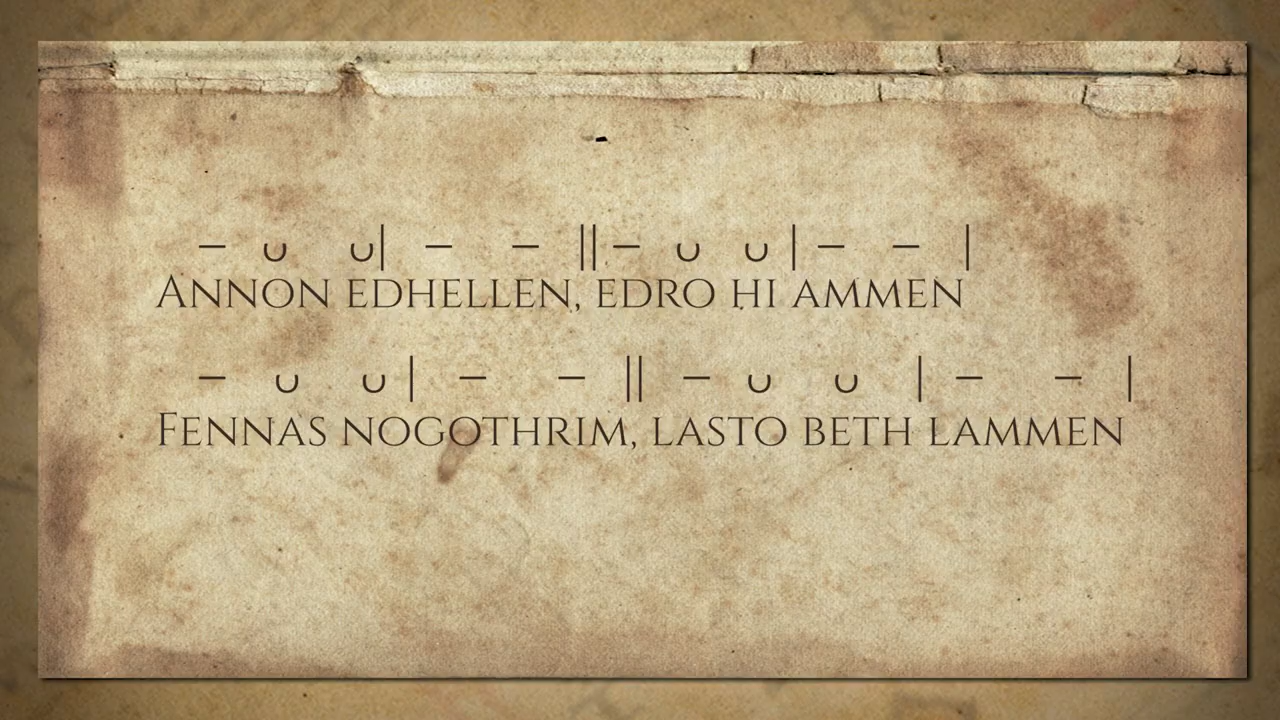 – ∪ ∪| – – ||– ∪ ∪|– – |
ANNON EDHELLEN, EDRO HI AMMEN
– ∪ ∪| – – || – ∪ ∪ | – – |
FENNAS NOGOTHRIM, LASTO BETH LAMMEN